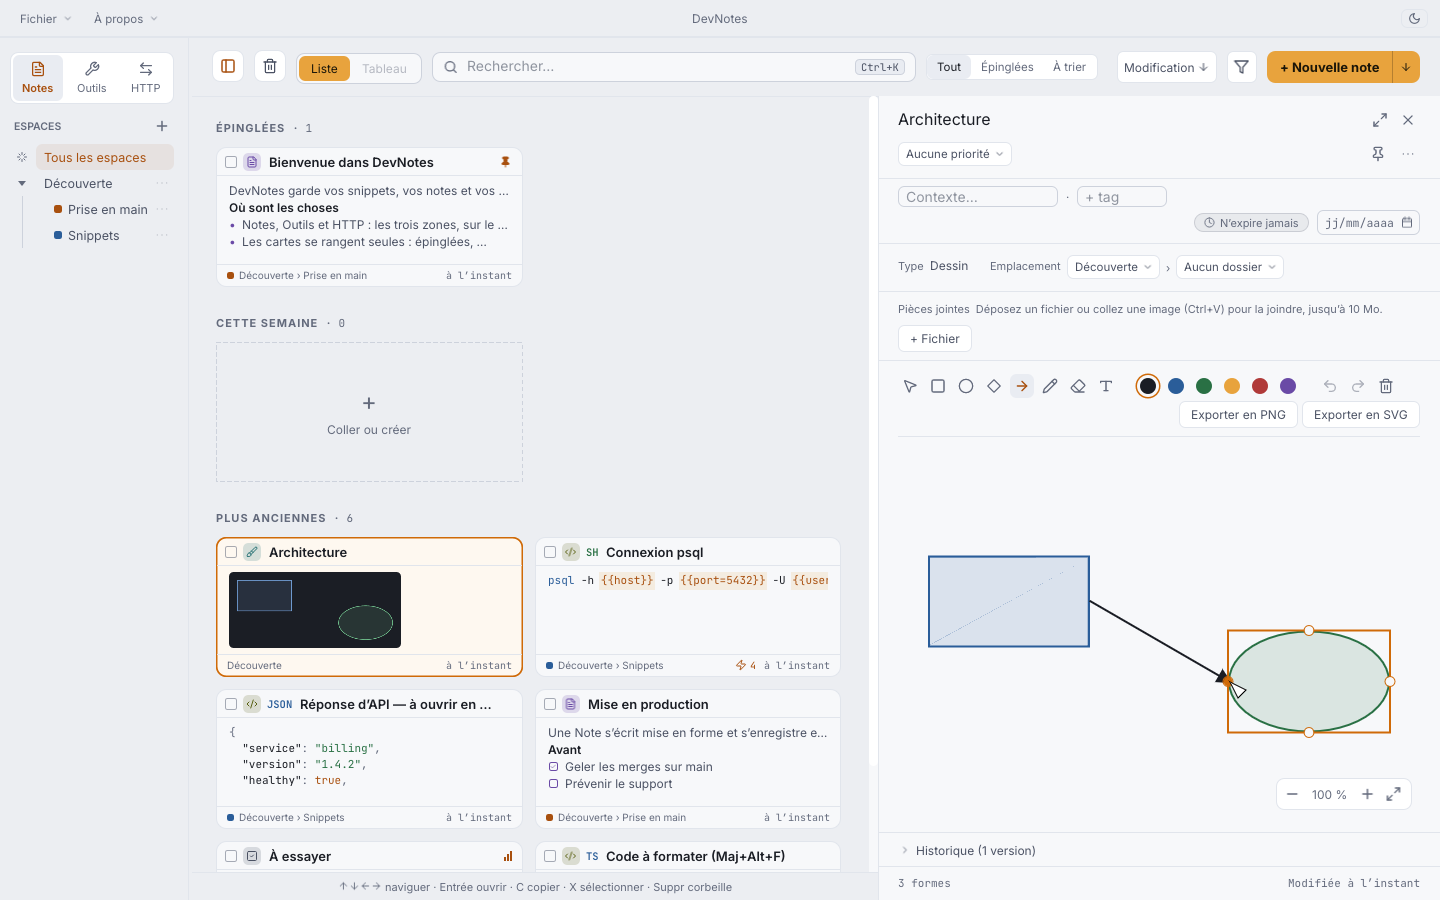 Fichier
À propos
DevNotes
Notes
Outils
HTTP
ESPACES
Tous les espaces
Découverte
Prise en main
Snippets
Liste
Tableau
Rechercher…
Ctrl+K
Tout
Épinglées
À trier
Modification
+ Nouvelle note
ÉPINGLÉES · 1
Bienvenue dans DevNotes
DevNotes garde vos snippets, vos notes et vos …
Où sont les choses
• Notes, Outils et HTTP : les trois zones, sur le …
• Les cartes se rangent seules : épinglées, …
Découverte › Prise en main
à l’instant
CETTE SEMAINE · 0
+
Coller ou créer
PLUS ANCIENNES · 6
Architecture
Découverte
à l’instant
SH Connexion psql
psql -h {{host}} -p {{port=5432}} -U {{user
Découverte › Snippets
4 à l’instant
JSON Réponse d’API — à ouvrir en …
{
"service": "billing",
"version": "1.4.2",
"healthy": true,
Découverte › Snippets
à l’instant
Mise en production
Une Note s’écrit mise en forme et s’enregistre e…
Avant
Geler les merges sur main
Prévenir le support
Découverte › Prise en main
à l’instant
À essayer
TS Code à formater (Maj+Alt+F)
↑↓←→ naviguer · Entrée ouvrir · C copier · X sélectionner · Suppr corbeille
Architecture
Aucune priorité
Contexte…
· + tag
N’expire jamais
jj/mm/aaaa
Type Dessin
Emplacement Découverte › Aucun dossier
Pièces jointes Déposez un fichier ou collez une image (Ctrl+V) pour la joindre, jusqu’à 10 Mo.
+ Fichier
Exporter en PNG
Exporter en SVG
100 %
Historique (1 version)
3 formes
Modifiée à l’instant